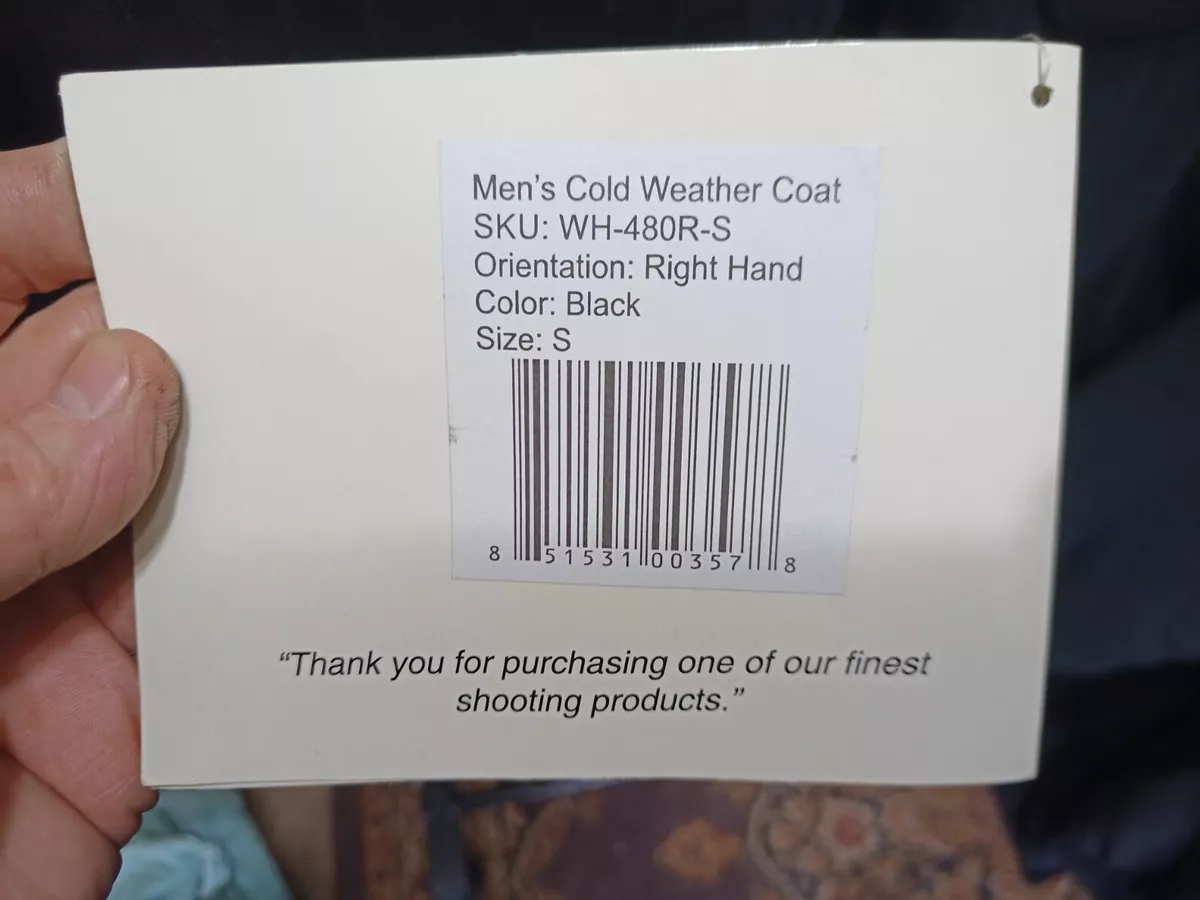 Men's Cold Weather Coat
SKU: WH-480R-S
Orientation: Right Hand
Color: Black
Size: S
8 51531 00357 8
“Thank you for purchasing one of our finest
shooting products.”